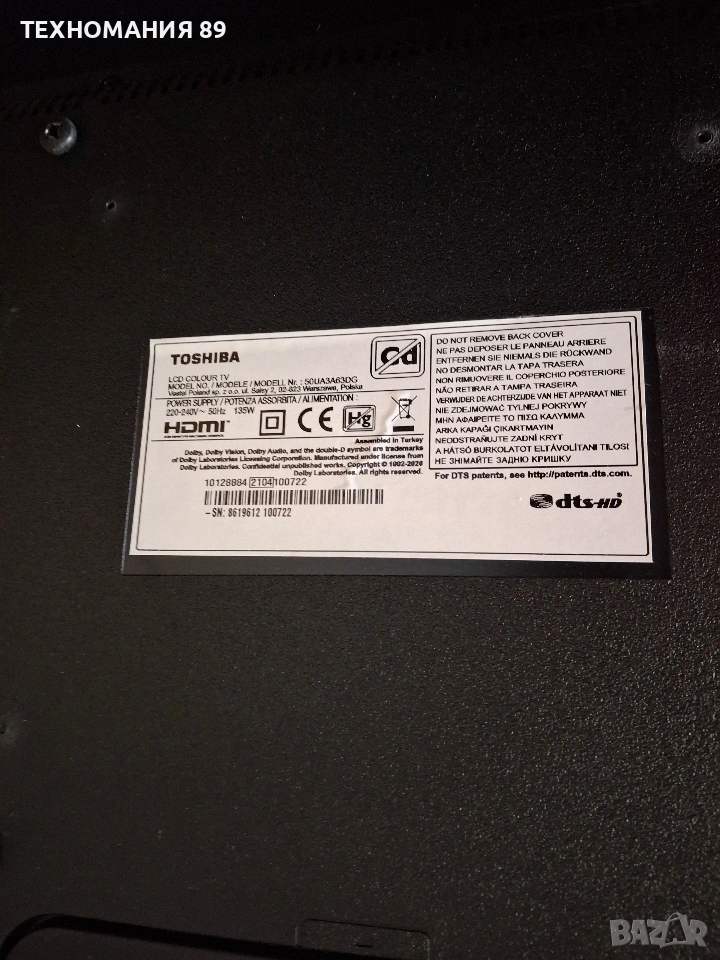 ТЕХНОМАНИЯ 89
TOSHIBA
LCD COLOUR TV
MODEL NO. / MODELE / MODELL Nr. : 50UA3A63DG
Vestel Poland sp. z o.o. ul. Salsy 2, 02-823 Warszawa, Polska
POWER SUPPLY / POTENZA ASSORBITA / ALIMENTATION :
220-240V~ 50Hz 135W
HDMI
CE
Hg
Cd
Assembled in Turkey
Dolby, Dolby Vision, Dolby Audio, and the double-D symbol are trademarks
of Dolby Laboratories Licensing Corporation. Manufactured under license from
Dolby Laboratories. Confidential unpublished works. Copyright © 1992-2020
Dolby Laboratories. All rights reserved.
10128884 2104 100722
-SN: 8619612 100722
DO NOT REMOVE BACK COVER
NE PAS DEPOSER LE PANNEAU ARRIERE
ENTFERNEN SIE NIEMALS DIE RÜCKWAND
NO DESMONTAR LA TAPA TRASERA
NON RIMUOVERE IL COPERCHIO POSTERIORE
NÃO RETIRAR A TAMPA TRASEIRA
VERWIJDER DE ACHTERZIJDE VAN HET APPARAAT NIET
NIE ZDEJMOWAĆ TYLNEJ POKRYWY
ΜΗΝ ΑΦΑΙΡΕΙΤΕ ΤΟ ΠΙΣΩ ΚΑΛΥΜΜΑ
ARKA KAPAĞI ÇIKARTMAYIN
NEODSTRAŇUJTE ZADNÍ KRYT
A HÁTSÓ BURKOLATOT ELTÁVOLÍTANI TILOS!
НЕ ЗНІМАЙТЕ ЗАДНЮ КРИШКУ
For DTS patents, see http://patents.dts.com.
dts-HD
BAZAR